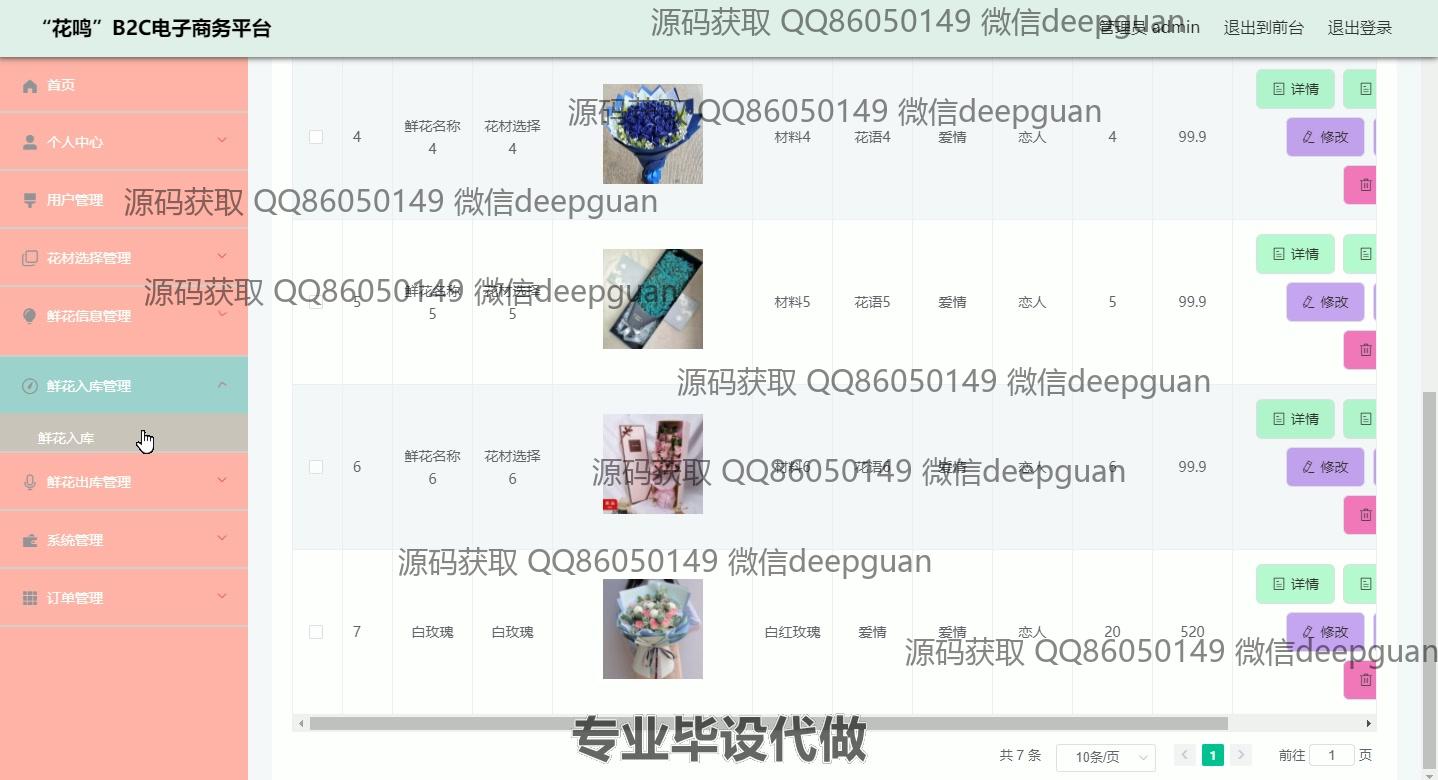 “花鸣”B2C电子商务平台
源码获取 QQ86050149 微信deepguan
管理员 admin 退出到前台 退出登录
首页
个人中心
用户管理
花材选择管理
鲜花信息管理
鲜花入库管理
鲜花入库
鲜花出库管理
系统管理
订单管理
源码获取 QQ86050149 微信deepguan
4 鲜花名称 花材选择 材料4 花语4 爱情 恋人 4 99.9
4 4
详情
修改
源码获取 QQ86050149 微信deepguan
源码获取 QQ86050149 微信deepguan
5 鲜花名称 花材选择 材料5 花语5 爱情 恋人 5 99.9
5 5
详情
修改
源码获取 QQ86050149 微信deepguan
6 鲜花名称 花材选择 材料6 花语6 爱情 恋人 6 99.9
6 6
详情
修改
源码获取 QQ86050149 微信deepguan
源码获取 QQ86050149 微信deepguan
7 白玫瑰 白玫瑰 白红玫瑰 爱情 爱情 恋人 20 520
详情
修改
源码获取 QQ86050149 微信deepguan
专业毕设代做
共 7 条 10条/页 1 前往 1 页